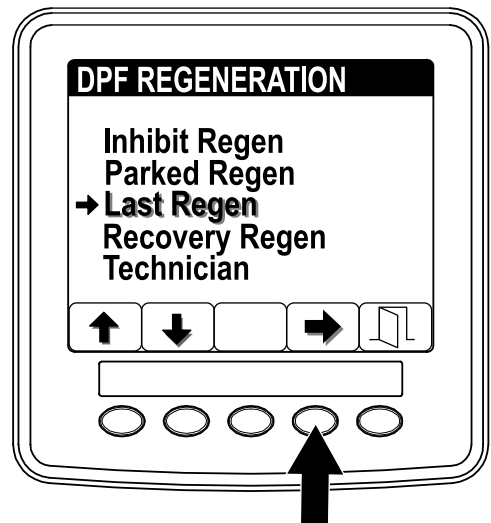 DPF REGENERATION
Inhibit Regen
Parked Regen
Last Regen
Recovery Regen
Technician